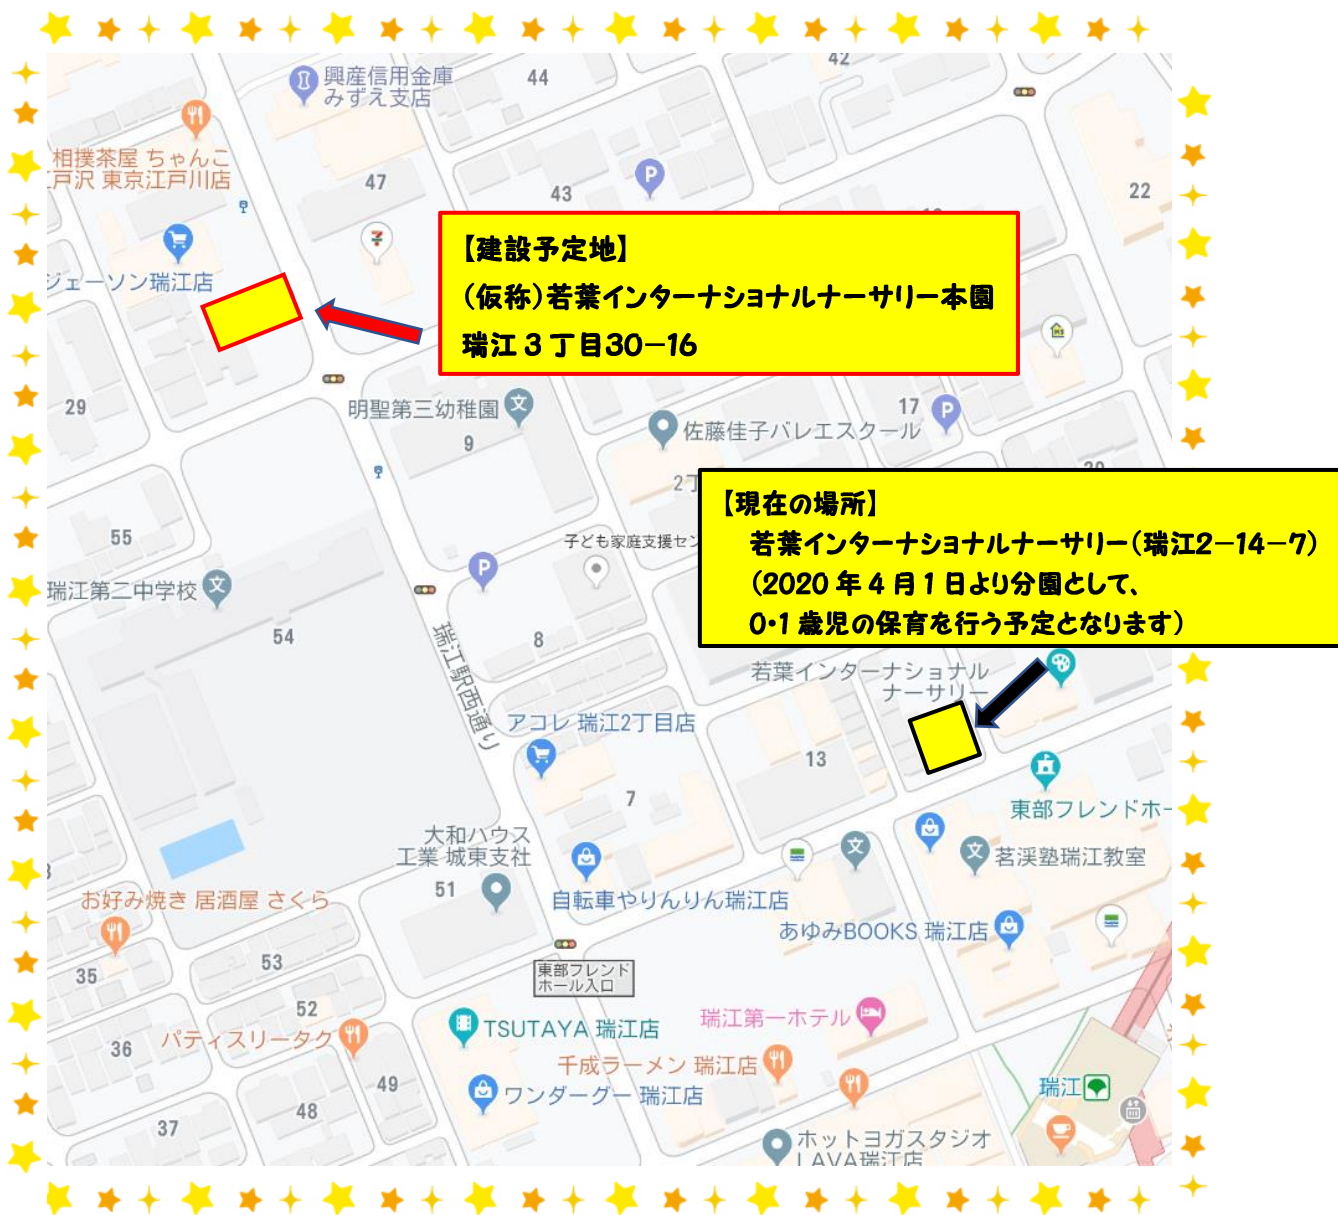 42
興産信用金庫
みずえ支店
44
相撲茶屋 ちゃんこ
戸沢 東京江戸川店
47
43
22
ジェーソン瑞江店
【建設予定地】
(仮称)若葉インターナショナルナーサリー本園
瑞江３丁目30-16
29
明聖第三幼稚園
9
17
佐藤佳子バレエスクール
2丁
【現在の場所】
若葉インターナショナルナーサリー(瑞江2-14-7)
(2020年4月1日より分園として、
0・1歳児の保育を行う予定となります)
55
子ども家庭支援セン
瑞江第二中学校
54
8
瑞江駅西通り
若葉インターナショナル
ナーサリー
アコレ 瑞江2丁目店
13
7
東部フレンドホー
大和ハウス
工業 城東支社
茗渓塾瑞江教室
51
お好み焼き 居酒屋 さくら
自転車やりんりん瑞江店
あゆみBOOKS 瑞江店
35
53
東部フレンド
ホール入口
52
TSUTAYA 瑞江店
瑞江第一ホテル
36
パティスリータク
千成ラーメン 瑞江店
49
ワンダーグー 瑞江店
瑞江
48
37
ホットヨガスタジオ
LAVA瑞江店